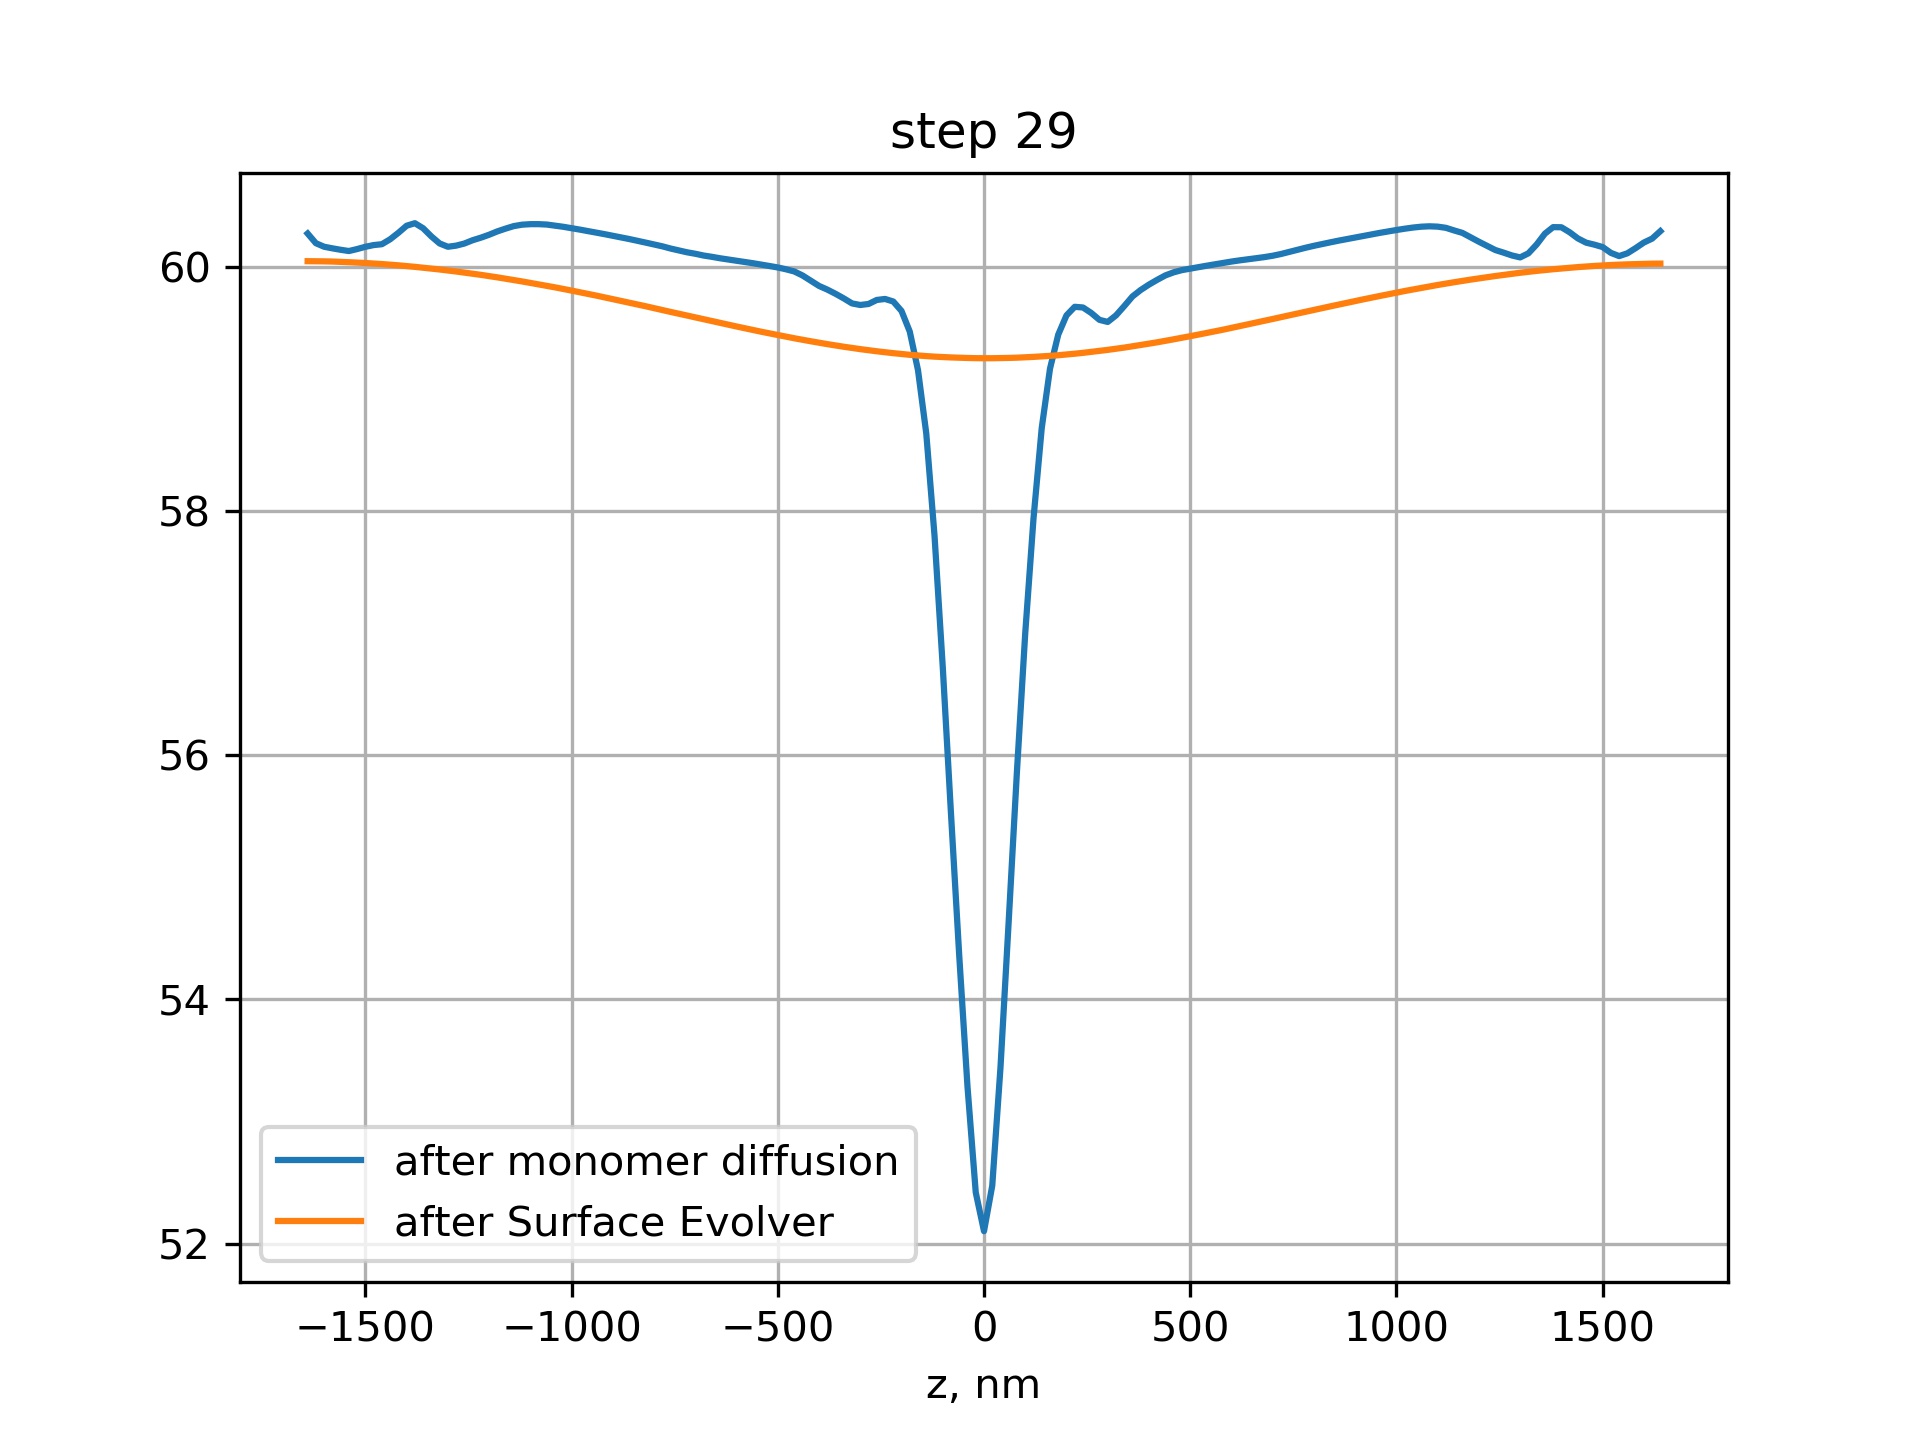 step 29
60
58
56
54
52
after monomer diffusion
after Surface Evolver
−1500 −1000 −500 0 500 1000 1500
z, nm